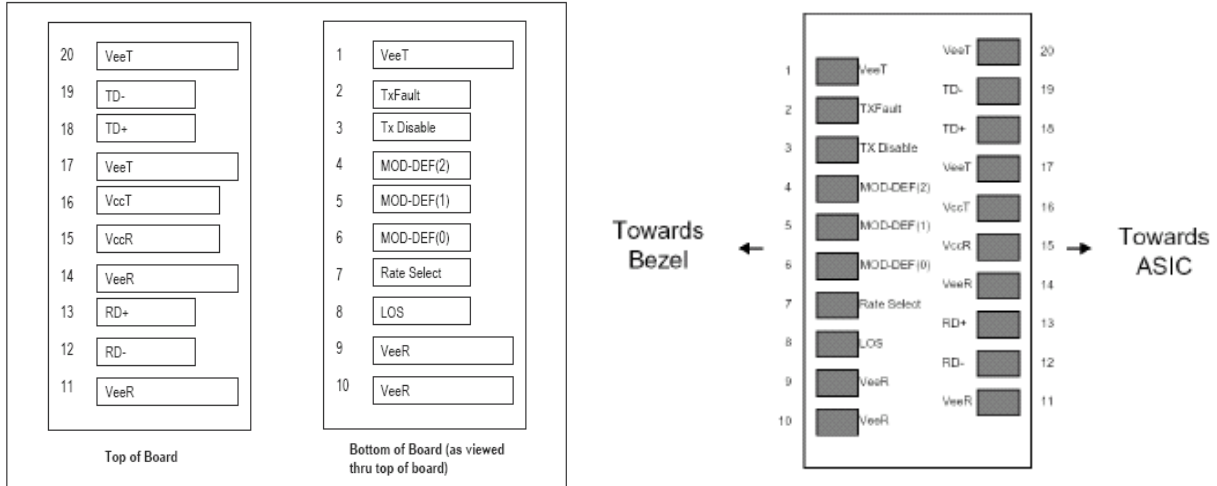 20 VeeT
19 TD-
18 TD+
17 VeeT
16 VccT
15 VccR
14 VeeR
13 RD+
12 RD-
11 VeeR
Top of Board
1 VeeT
2 TxFault
3 Tx Disable
4 MOD-DEF(2)
5 MOD-DEF(1)
6 MOD-DEF(0)
7 Rate Select
8 LOS
9 VeeR
10 VeeR
Bottom of Board (as viewed
thru top of board)
Towards
Bezel
1 VeeT
2 TXFault
3 TX Disable
4 MOD-DEF(2)
5 MOD-DEF(1)
6 MOD-DEF(0)
7 Rate Select
8 LOS
9 VeeR
10 VeeR
VeeT 20
TD- 19
TD+ 18
VeeT 17
VccT 16
VccR 15
VeeR 14
RD+ 13
RD- 12
VeeR 11
Towards
ASIC